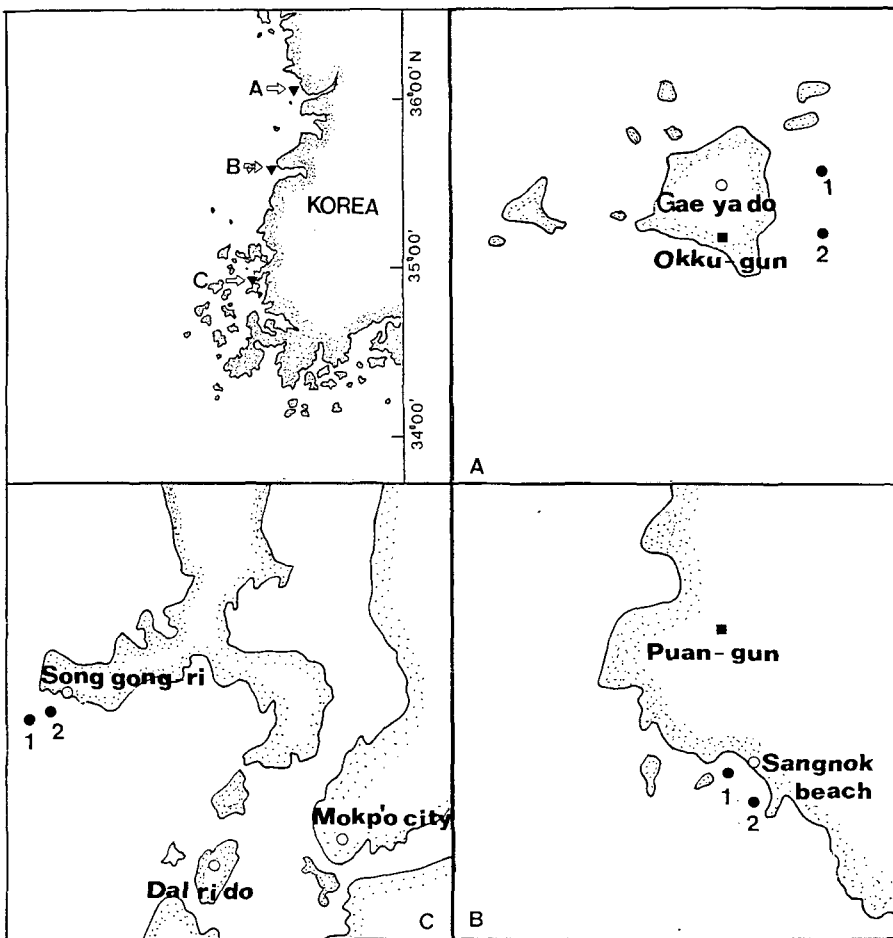 A
B
C
KOREA
36°00' N
35°00'
34°00'
Gae ya do
Okku-gun
1
2
A
Song gong-ri
1
2
Mokp'o city
Dal ri do
C
Puan-gun
Sangnok
beach
1
2
B